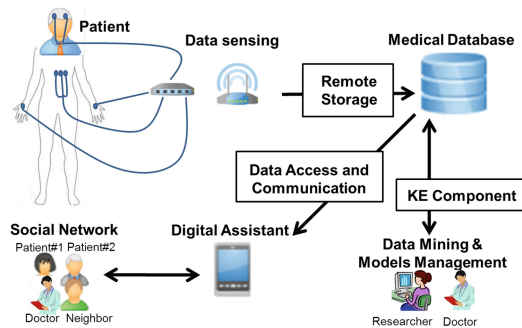 Patient
Data sensing
Medical Database
Remote
Storage
Data Access and
Communication
KE Component
Social Network
Patient#1 Patient#2
Doctor Neighbor
Digital Assistant
Data Mining &
Models Management
Researcher Doctor